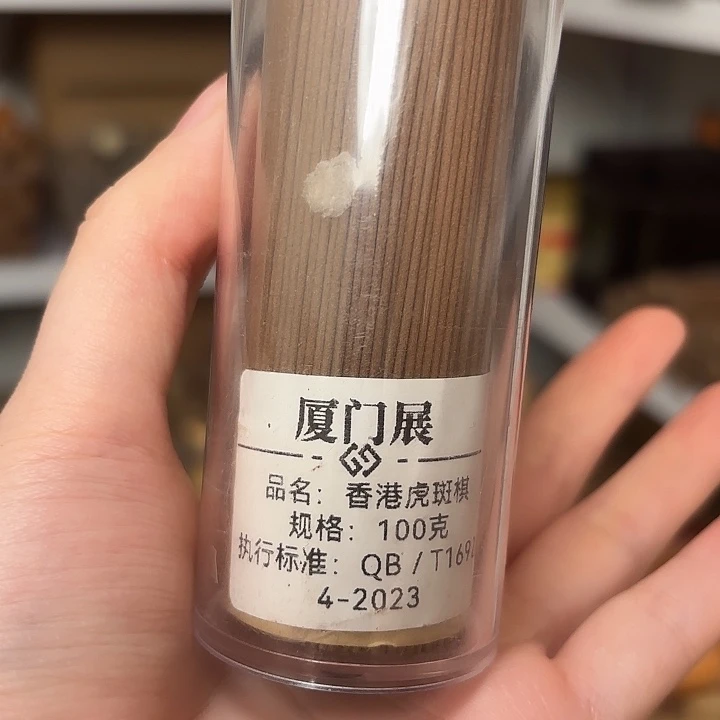 厦门展
品名：香港虎斑棋
规格：100克
执行标准：QB / T169
4-2023